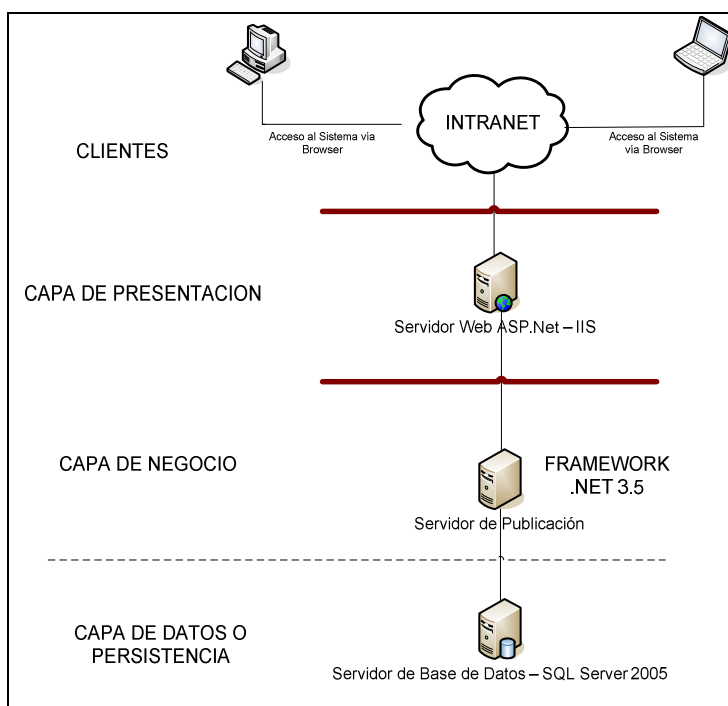 INTRANET
Acceso al Sistema via
Browser
Acceso al Sistema
via Browser
CLIENTES
CAPA DE PRESENTACION
Servidor Web ASP.Net – IIS
CAPA DE NEGOCIO
FRAMEWORK
.NET 3.5
Servidor de Publicación
CAPA DE DATOS O
PERSISTENCIA
Servidor de Base de Datos – SQL Server 2005